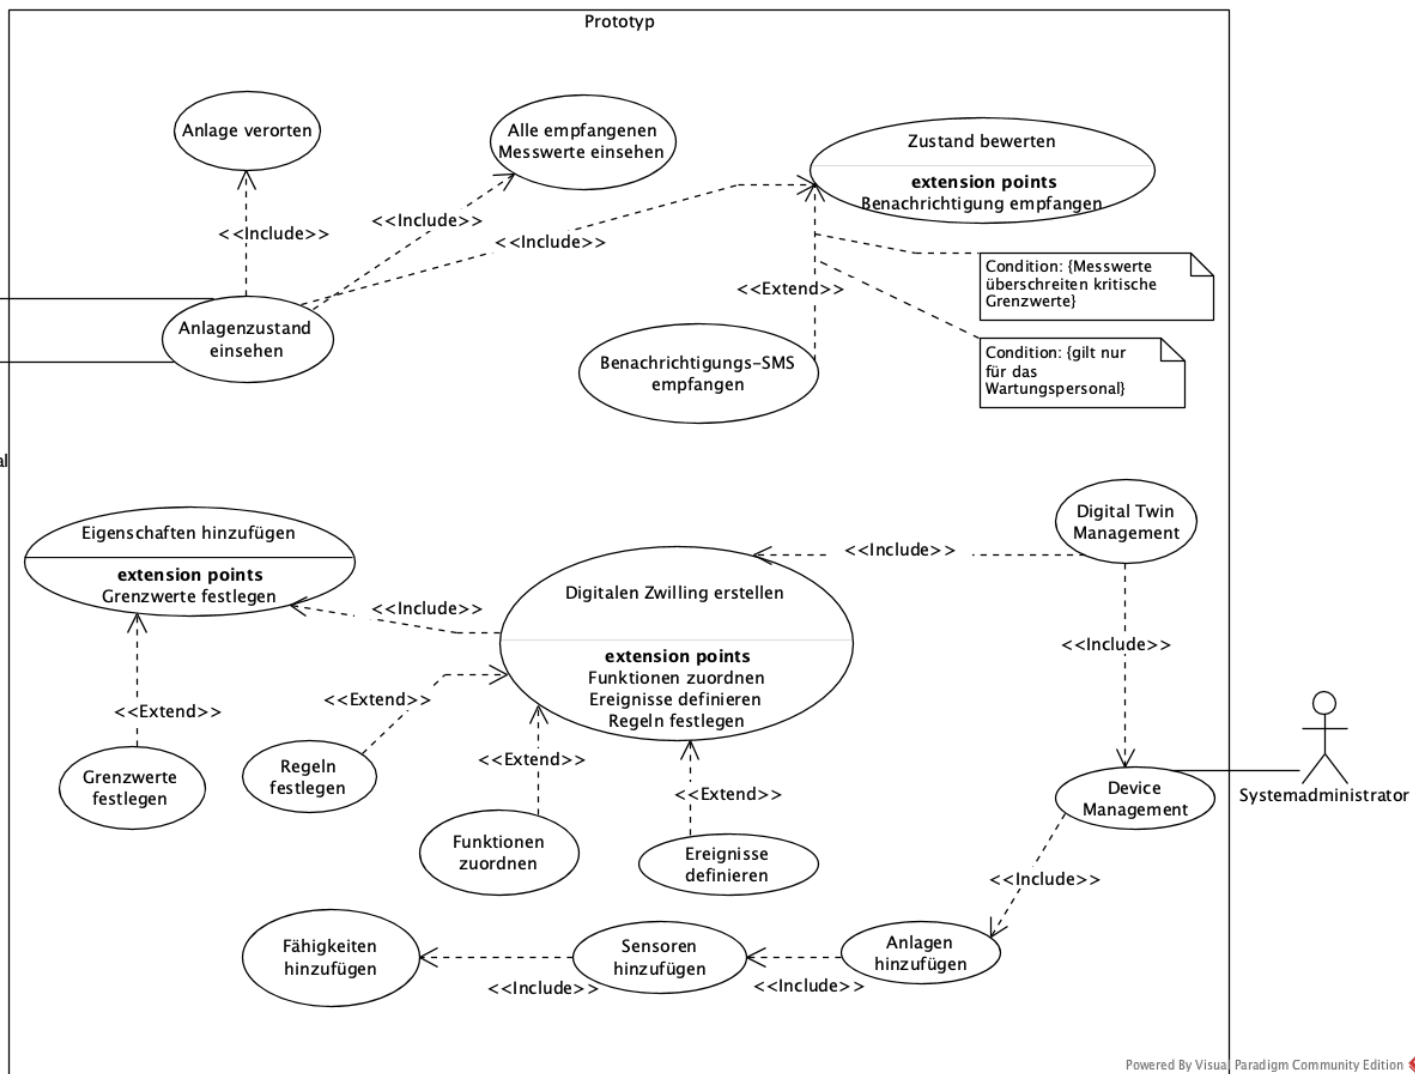 Prototyp
Anlage verorten
Alle empfangenen
Messwerte einsehen
Zustand bewerten
extension points
Benachrichtigung empfangen
<<Include>>
<<Include>>
<<Include>>
Condition: {Messwerte
überschreiten kritische
Grenzwerte}
<<Extend>>
Anlagenzustand
einsehen
Benachrichtigungs-SMS
empfangen
Condition: {gilt nur
für das
Wartungspersonal}
al
Eigenschaften hinzufügen
extension points
Grenzwerte festlegen
Digital Twin
Management
<<Include>>
<<Include>>
Digitalen Zwilling erstellen
extension points
Funktionen zuordnen
Ereignisse definieren
Regeln festlegen
<<Include>>
<<Extend>>
<<Extend>>
<<Extend>>
<<Extend>>
Grenzwerte
festlegen
Regeln
festlegen
Funktionen
zuordnen
Ereignisse
definieren
Device
Management
Systemadministrator
<<Include>>
Fähigkeiten
hinzufügen
Sensoren
hinzufügen
Anlagen
hinzufügen
<<Include>>
<<Include>>
Powered By Visual Paradigm Community Edition